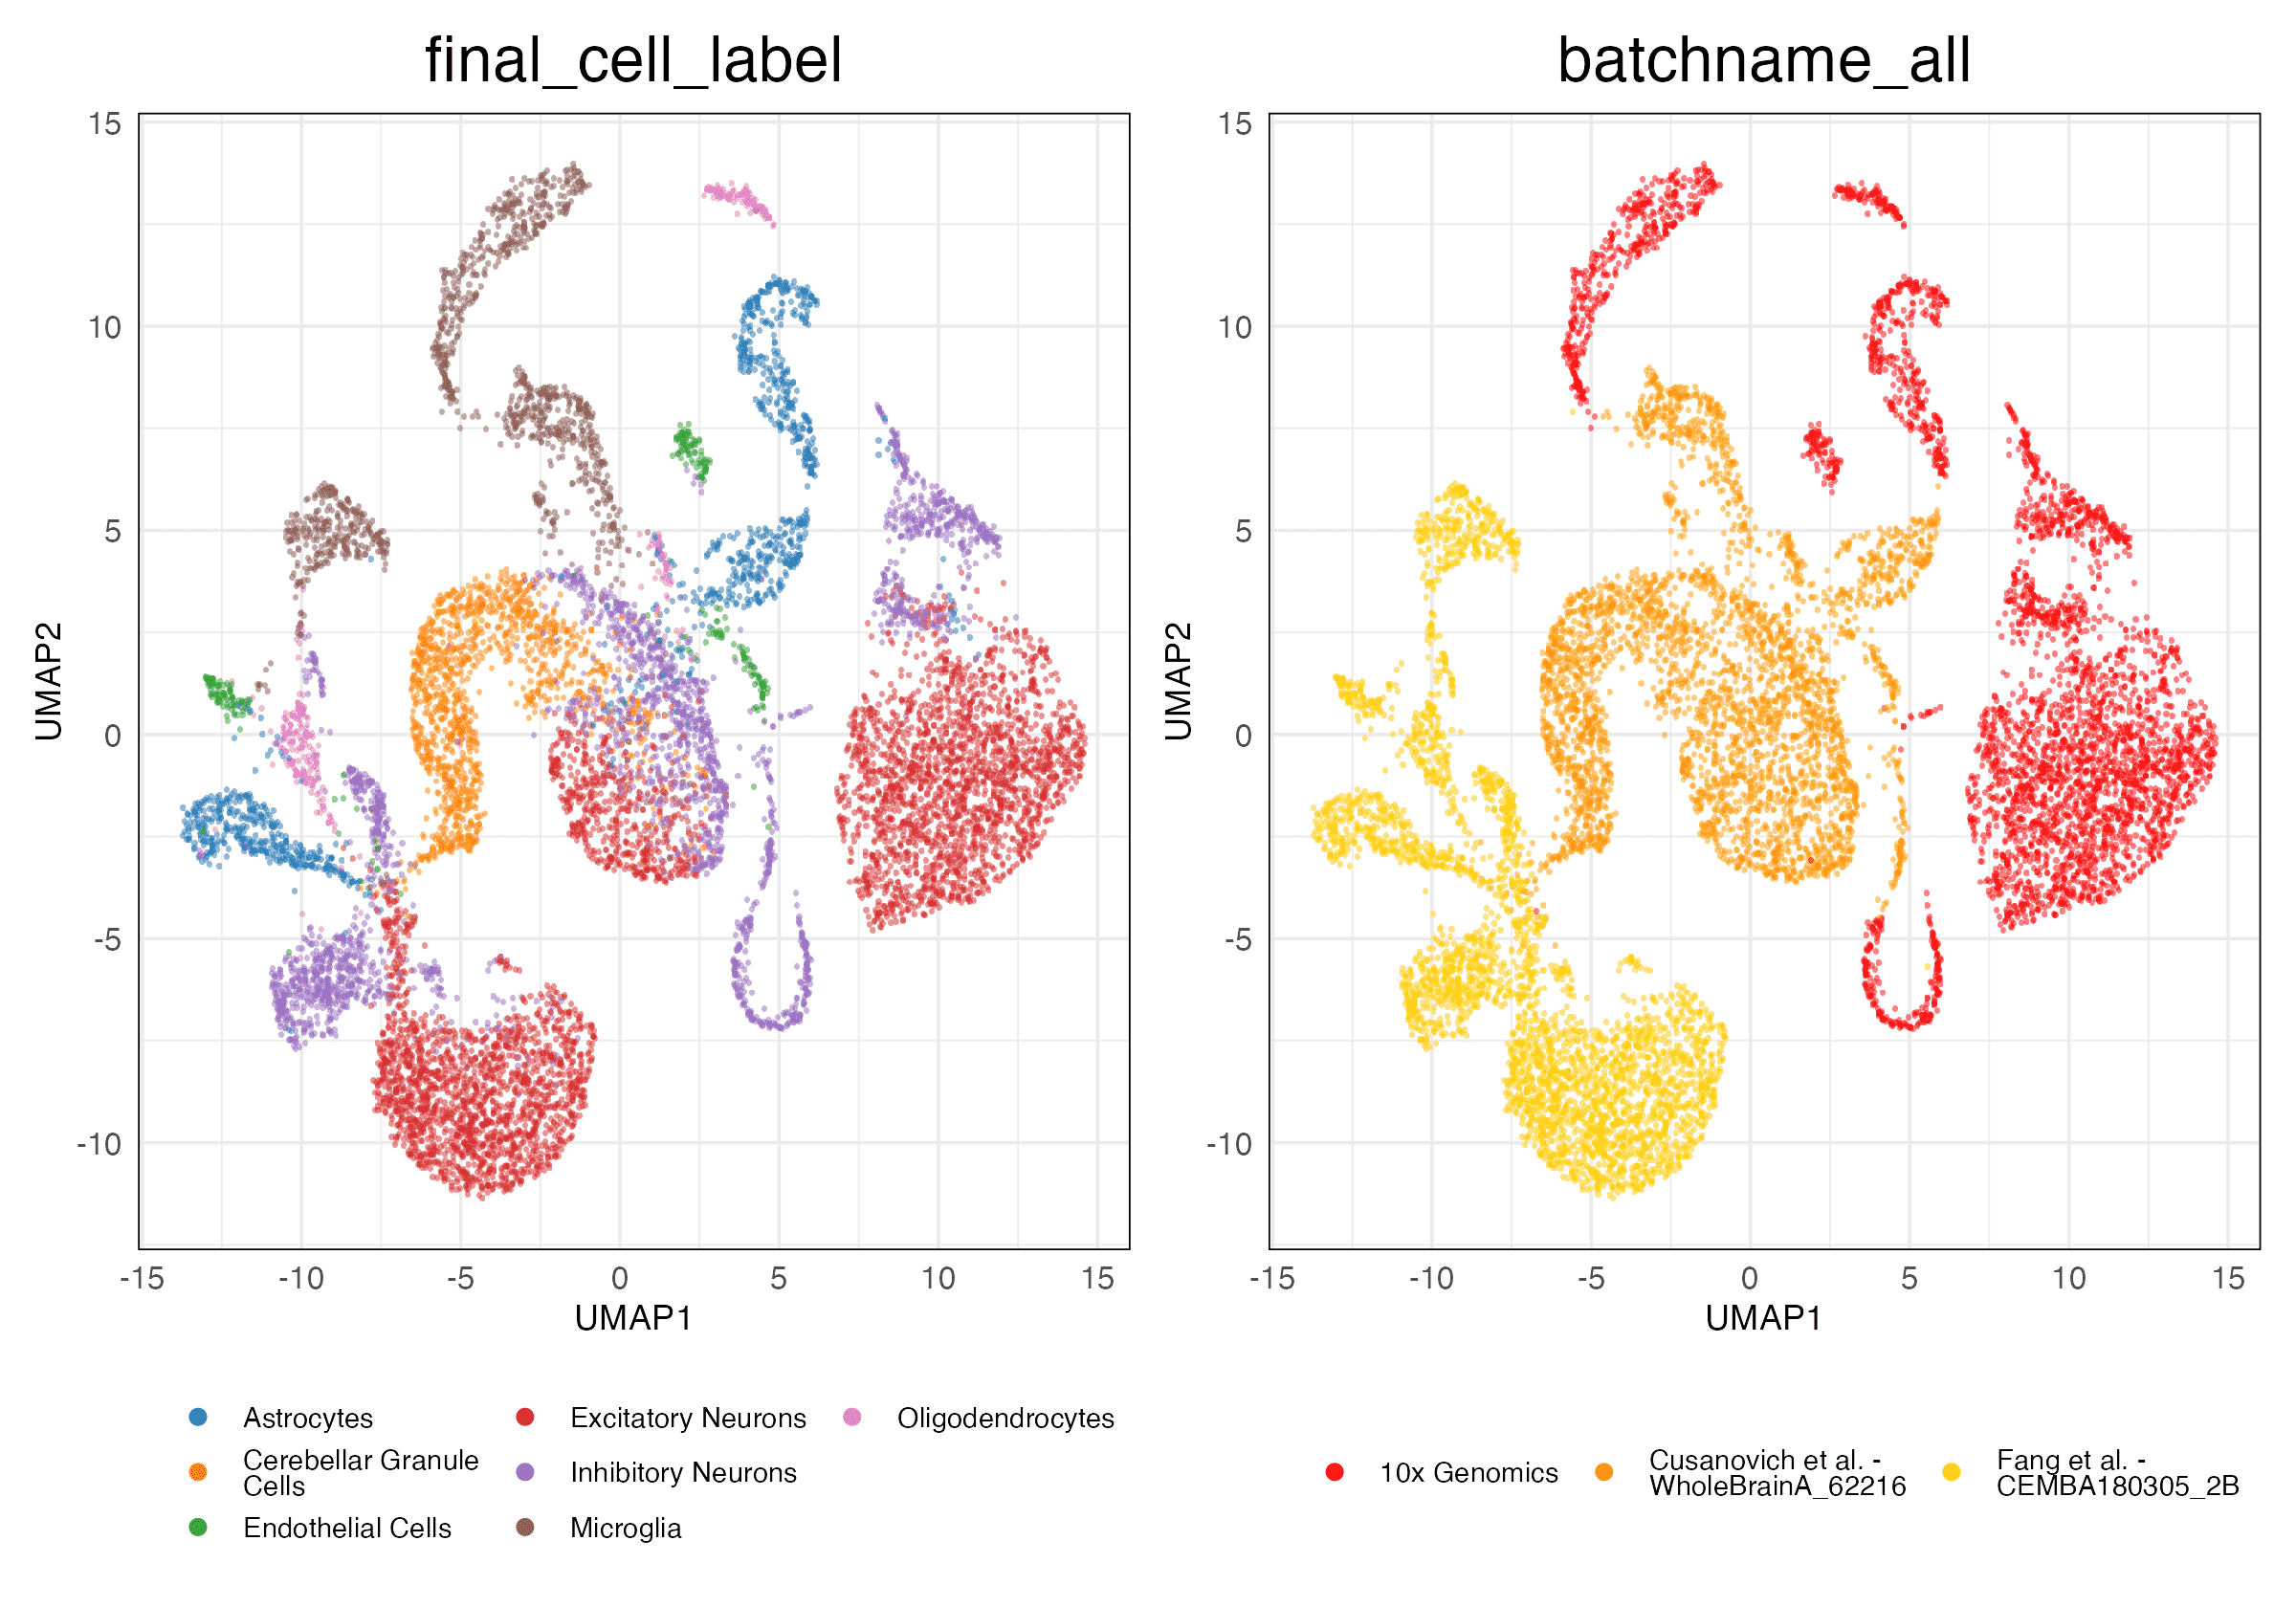 final_cell_label
batchname_all
15
10
5
0
-5
-10
UMAP2
-15 -10 -5 0 5 10 15
UMAP1
15
10
5
0
-5
-10
UMAP2
-15 -10 -5 0 5 10 15
UMAP1
Astrocytes
Cerebellar Granule
Cells
Endothelial Cells
Excitatory Neurons
Inhibitory Neurons
Microglia
Oligodendrocytes
10x Genomics
Cusanovich et al. -
WholeBrainA_62216
Fang et al. -
CEMBA180305_2B